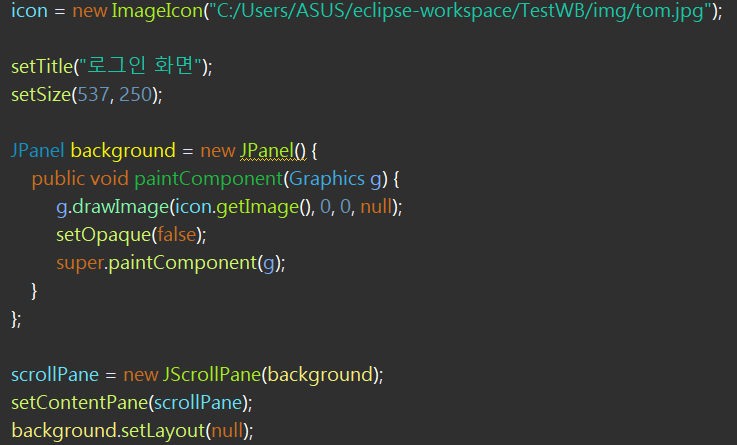 icon = new ImageIcon("C:/Users/ASUS/eclipse-workspace/TestWB/img/tom.jpg");
setTitle("로그인 화면");
setSize(537, 250);
JPanel background = new JPanel() {
public void paintComponent(Graphics g) {
g.drawImage(icon.getImage(), 0, 0, null);
setOpaque(false);
super.paintComponent(g);
}
};
scrollPane = new JScrollPane(background);
setContentPane(scrollPane);
background.setLayout(null);